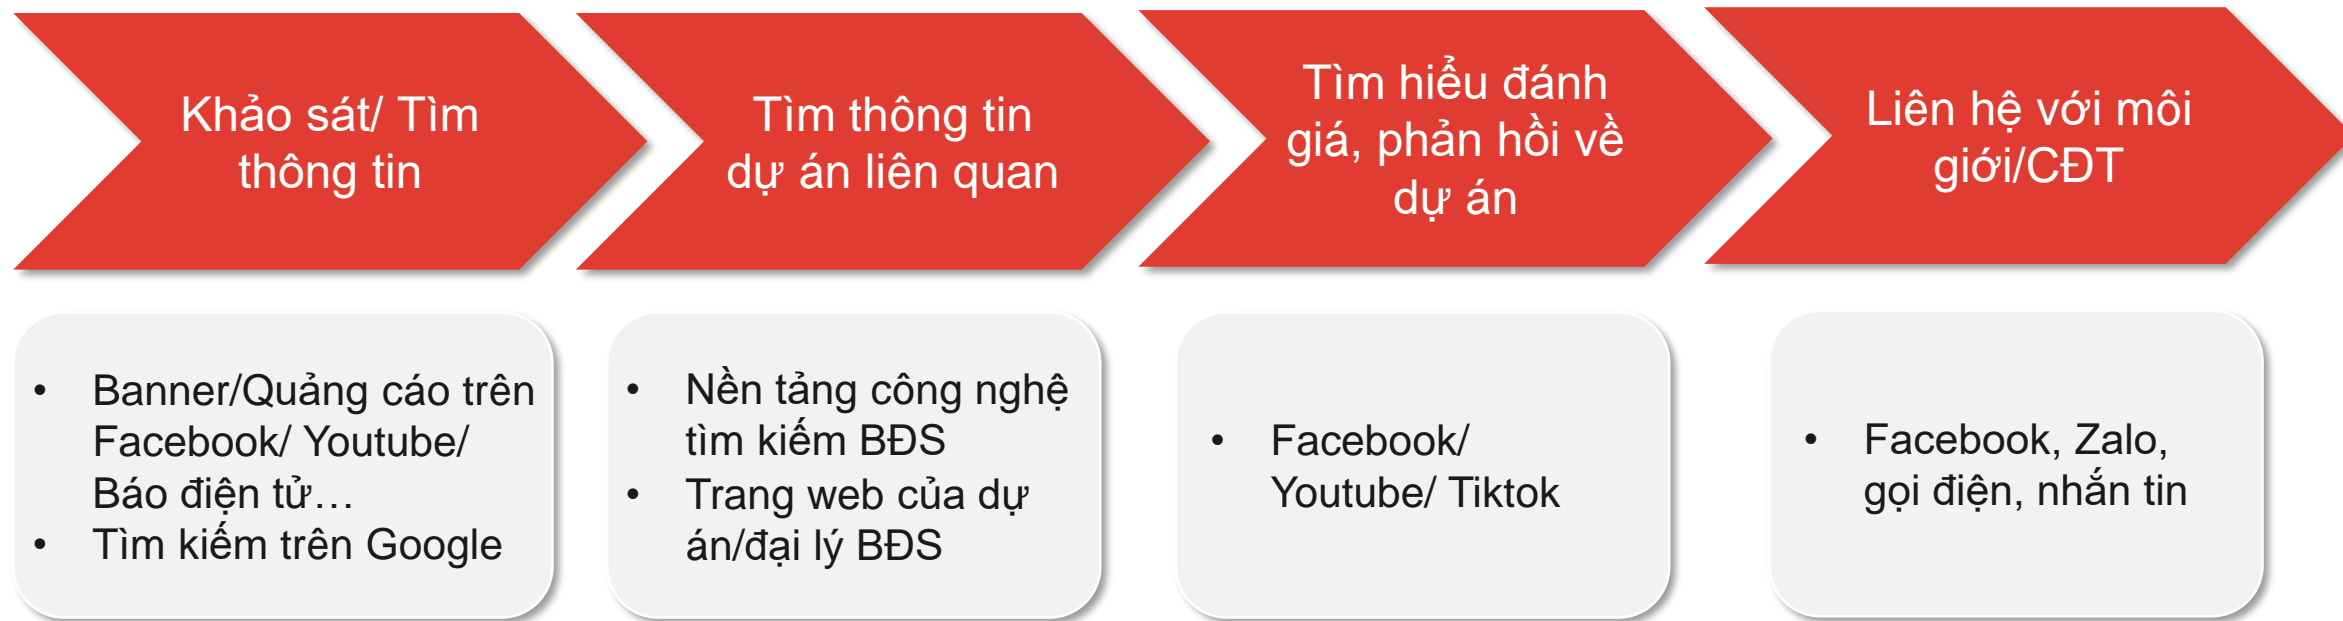 Khảo sát/ Tìm
thông tin
Tìm thông tin
dự án liên quan
Tìm hiểu đánh
giá, phản hồi về
dự án
Liên hệ với môi
giới/CĐT
• Banner/Quảng cáo trên
Facebook/ Youtube/
Báo điện tử…
• Tìm kiếm trên Google
• Nền tảng công nghệ
tìm kiếm BĐS
• Trang web của dự
án/đại lý BĐS
• Facebook/
Youtube/ Tiktok
• Facebook, Zalo,
gọi điện, nhắn tin